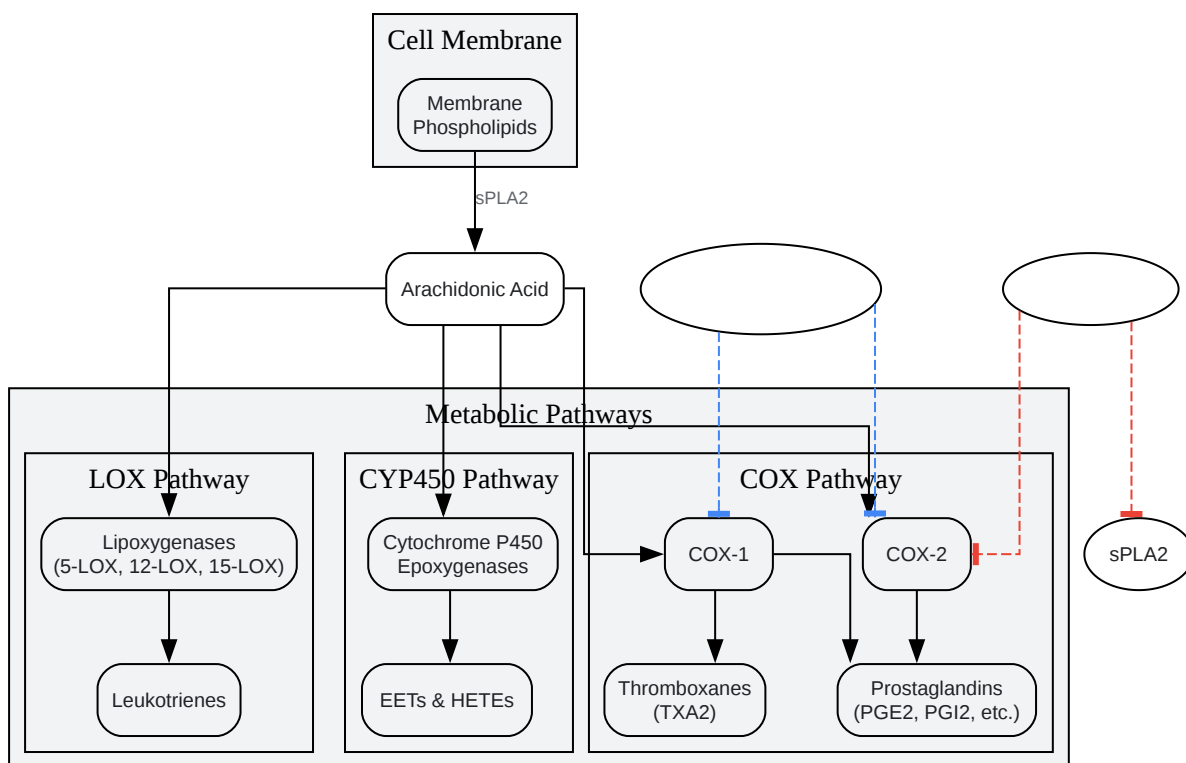 Cell Membrane
Membrane
Phospholipids
sPLA2
Arachidonic Acid
Metabolic Pathways
LOX Pathway
CYP450 Pathway
COX Pathway
Lipoxygenases
(5-LOX, 12-LOX, 15-LOX)
Cytochrome P450
Epoxygenases
COX-1
COX-2
sPLA2
Leukotrienes
EETs & HETEs
Thromboxanes
(TXA2)
Prostaglandins
(PGE2, PGI2, etc.)